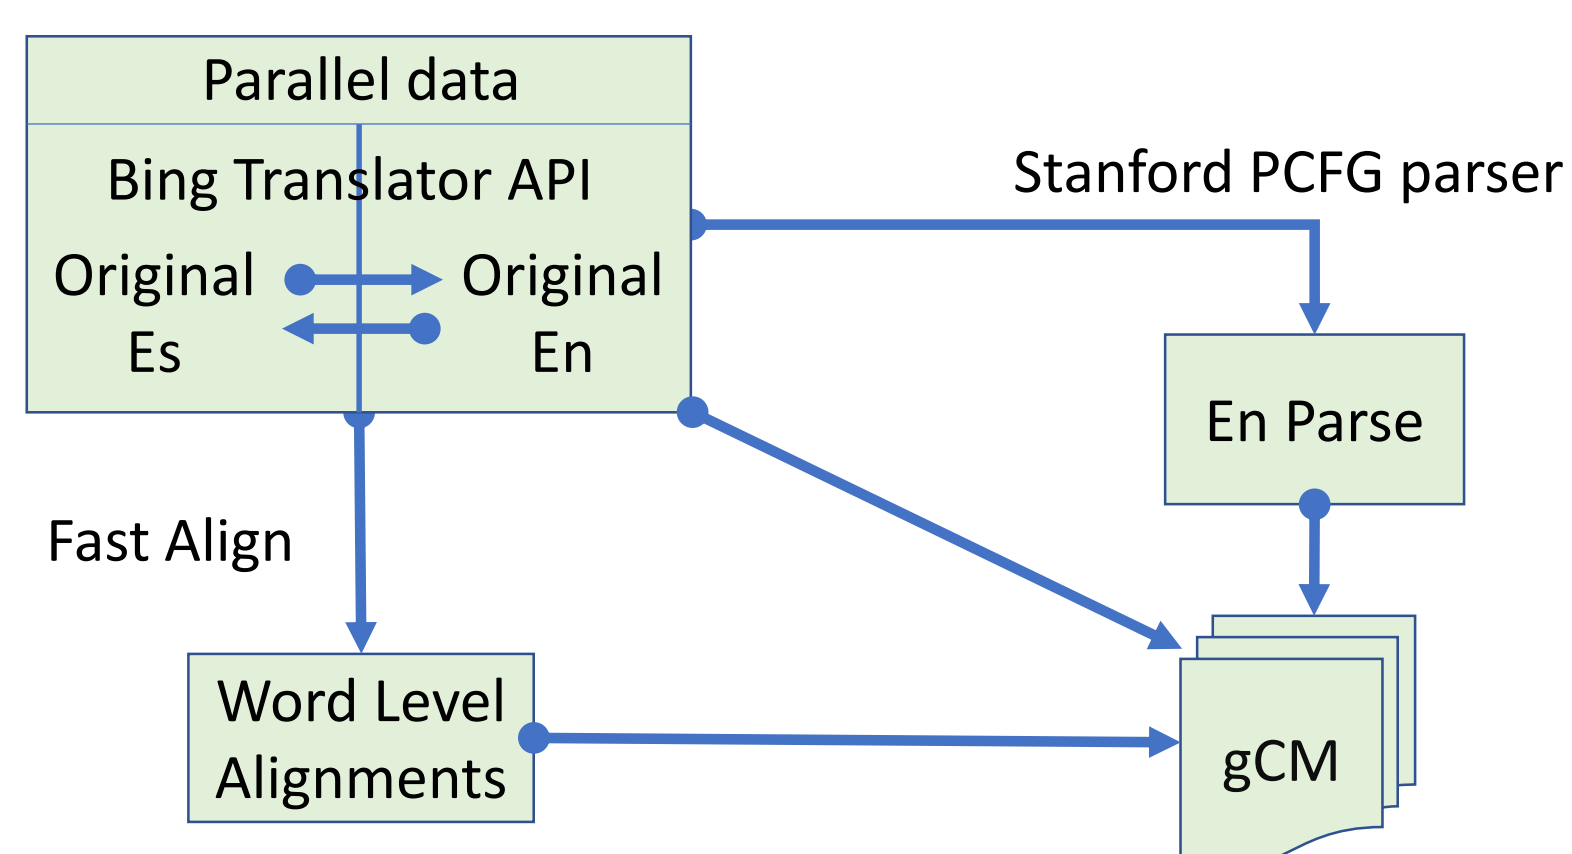 Parallel data
Bing Translator API
Original
Es
Original
En
Stanford PCFG parser
En Parse
Fast Align
Word Level
Alignments
gCM